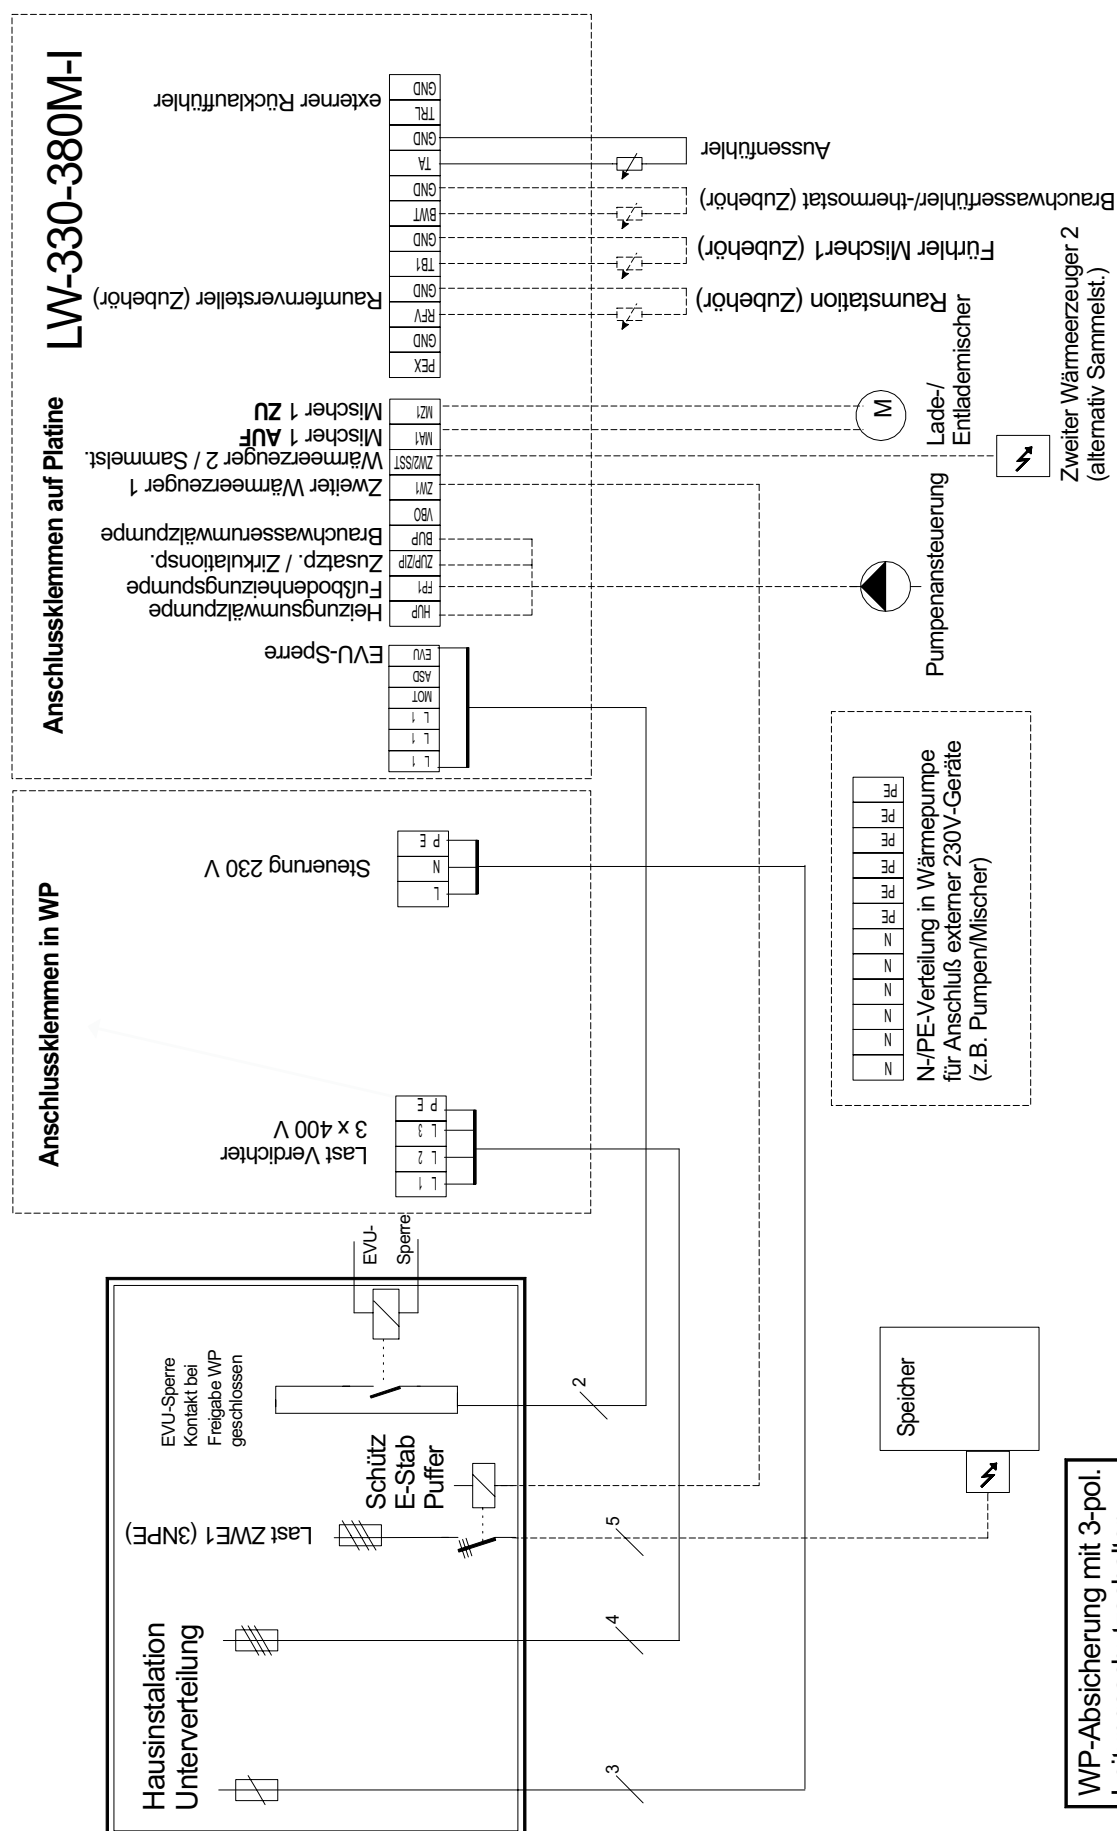 LW-330-380M-I
Anschlussklemmen auf Platine
externer Rücklauffühler
Raumfernversteller (Zubehör)
Mischer 1 ZU
Mischer 1 AUF
Wärmeerzeuger 2 / Sammelst.
Zweiter Wärmeerzeuger 1
Brauchwasserumwälzpumpe
Zusatzp. / Zirkulationsp.
Fußbodenheizungspumpe
Heizungsumwälzpumpe
EVU-Sperre
GND
TRL
GND
TA
GND
BWT
GND
TB1
GND
RFV
GND
PEX
MZ1
MA1
ZW2/SST
ZW1
VBO
BUP
ZUP/ZIP
FP1
HUP
EVU
ASD
MOT
L 1
L 1
L 1
Aussenfühler
Brauchwasserfühler/-thermostat (Zubehör)
Fürhler Mischer1 (Zubehör)
Raumstation (Zubehör)
M
Lade-/
Entlademischer
Zweiter Wärmeerzeuger 2
(alternativ Sammelst.)
Pumpenansteuerung
Anschlussklemmen in WP
Steuerung 230 V
P E
N
L
Last Verdichter
3 x 400 V
P E
L 3
L 2
L 1
PE
PE
PE
PE
PE
PE
N
N
N
N
N
N
N-/PE-Verteilung in Wärmepumpe
für Anschluß externer 230V-Geräte
(z.B. Pumpen/Mischer)
EVU-
Sperre
EVU-Sperre
Kontakt bei
Freigabe WP
geschlossen
Schütz
E-Stab
Puffer
Last ZWE1 (3NPE)
Hausinstalation
Unterverteilung
2
5
4
3
Speicher
WP-Absicherung mit 3-pol.